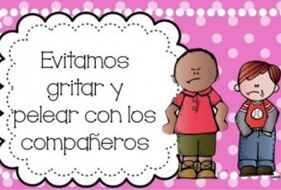 Evitamos
gritar y
pelear con los
compañeros